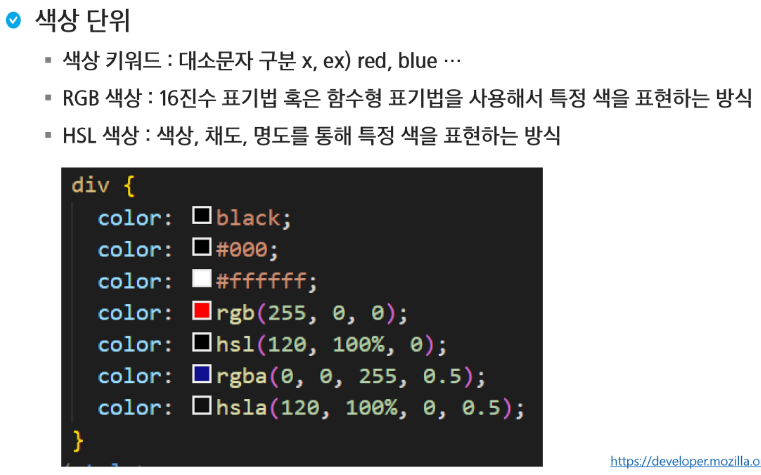 색상 단위
색상 키워드 : 대소문자 구분 x, ex) red, blue …
RGB 색상 : 16진수 표기법 혹은 함수형 표기법을 사용해서 특정 색을 표현하는 방식
HSL 색상 : 색상, 채도, 명도를 통해 특정 색을 표현하는 방식
div {
color: black;
color: #000;
color: #ffffff;
color: rgb(255, 0, 0);
color: hsl(120, 100%, 0);
color: rgba(0, 0, 255, 0.5);
color: hsla(120, 100%, 0, 0.5);
}
https://developer.mozilla.o